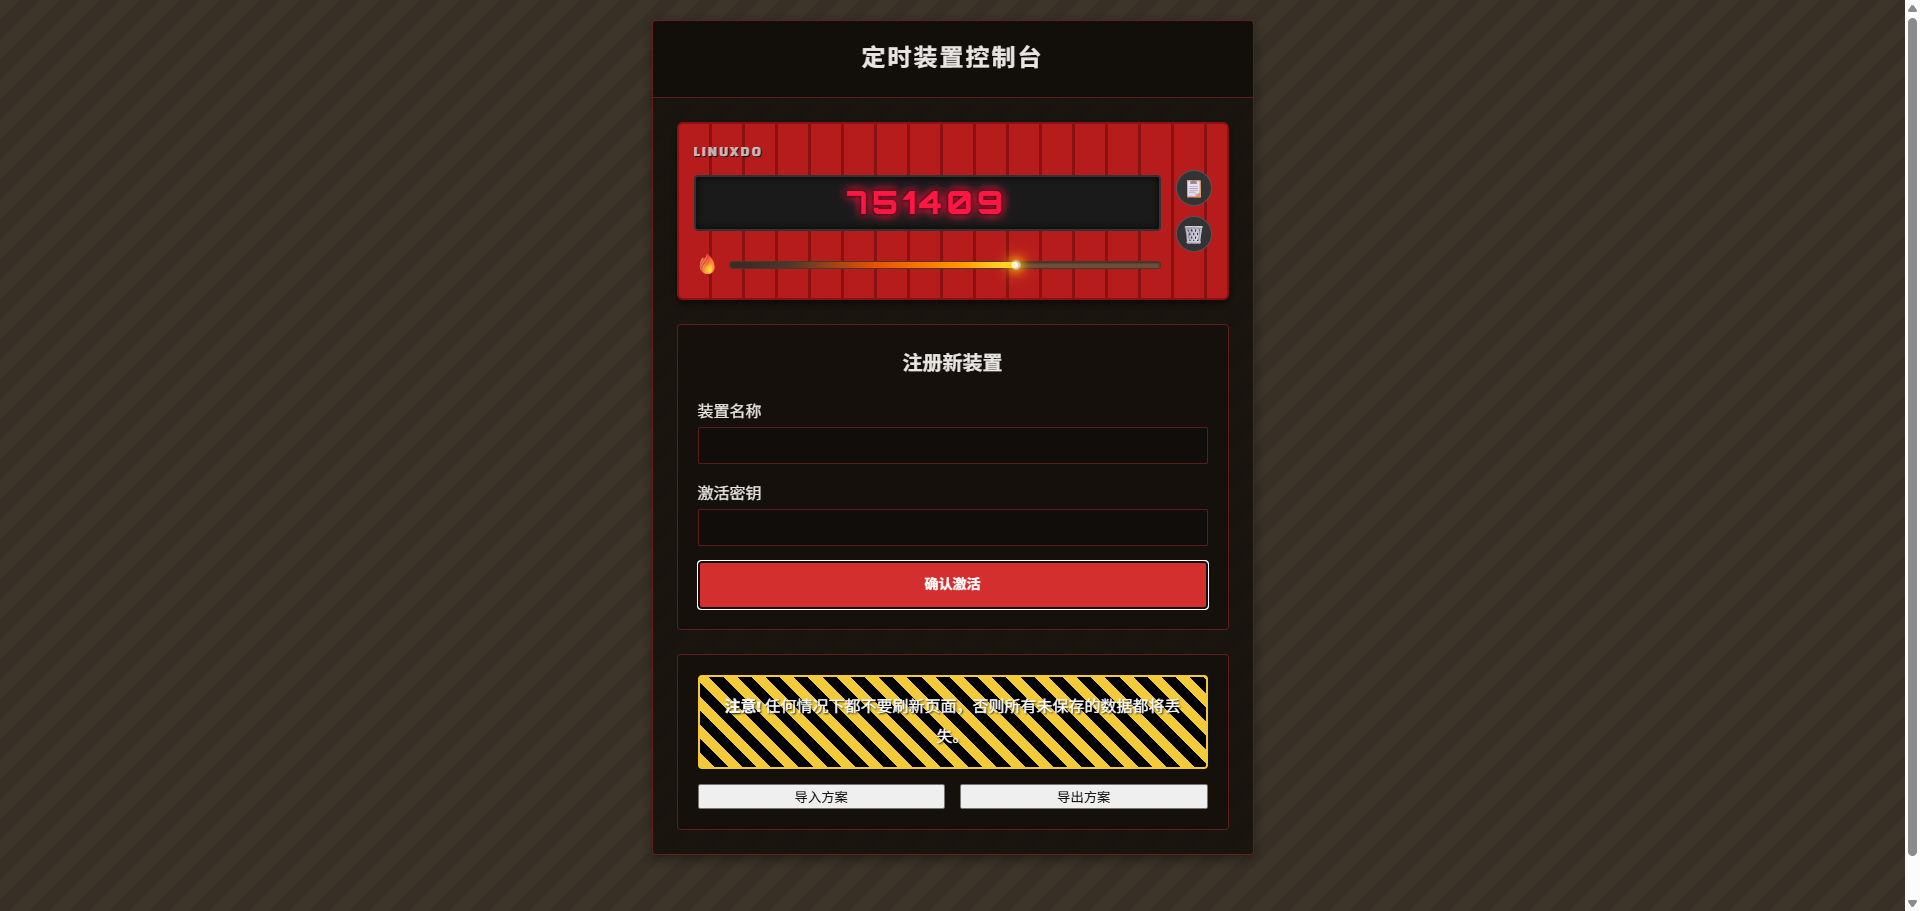 定时装置控制台
LINUXDO
751409
注册新装置
装置名称
激活密钥
确认激活
注意! 任何情况下都不要刷新页面，否则所有未保存的数据都将丢
失。
导入方案
导出方案